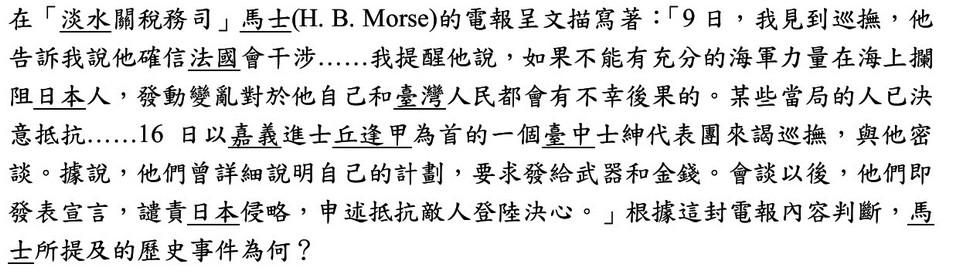 在「淡水關稅務司」馬士(H. B. Morse)的電報呈文描寫著：「9 日，我見到巡撫，他
告訴我說他確信法國會干涉……我提醒他說，如果不能有充分的海軍力量在海上攔
阻日本人，發動變亂對於他自己和臺灣人民都會有不幸後果的。某些當局的人已決
意抵抗……16 日以嘉義進士丘逢甲為首的一個臺中士紳代表團來謁巡撫，與他密
談。據說，他們曾詳細說明自己的計劃，要求發給武器和金錢。會談以後，他們即
發表宣言，譴責日本侵略，申述抵抗敵人登陸決心。」根據這封電報內容判斷，馬
士所提及的歷史事件為何？